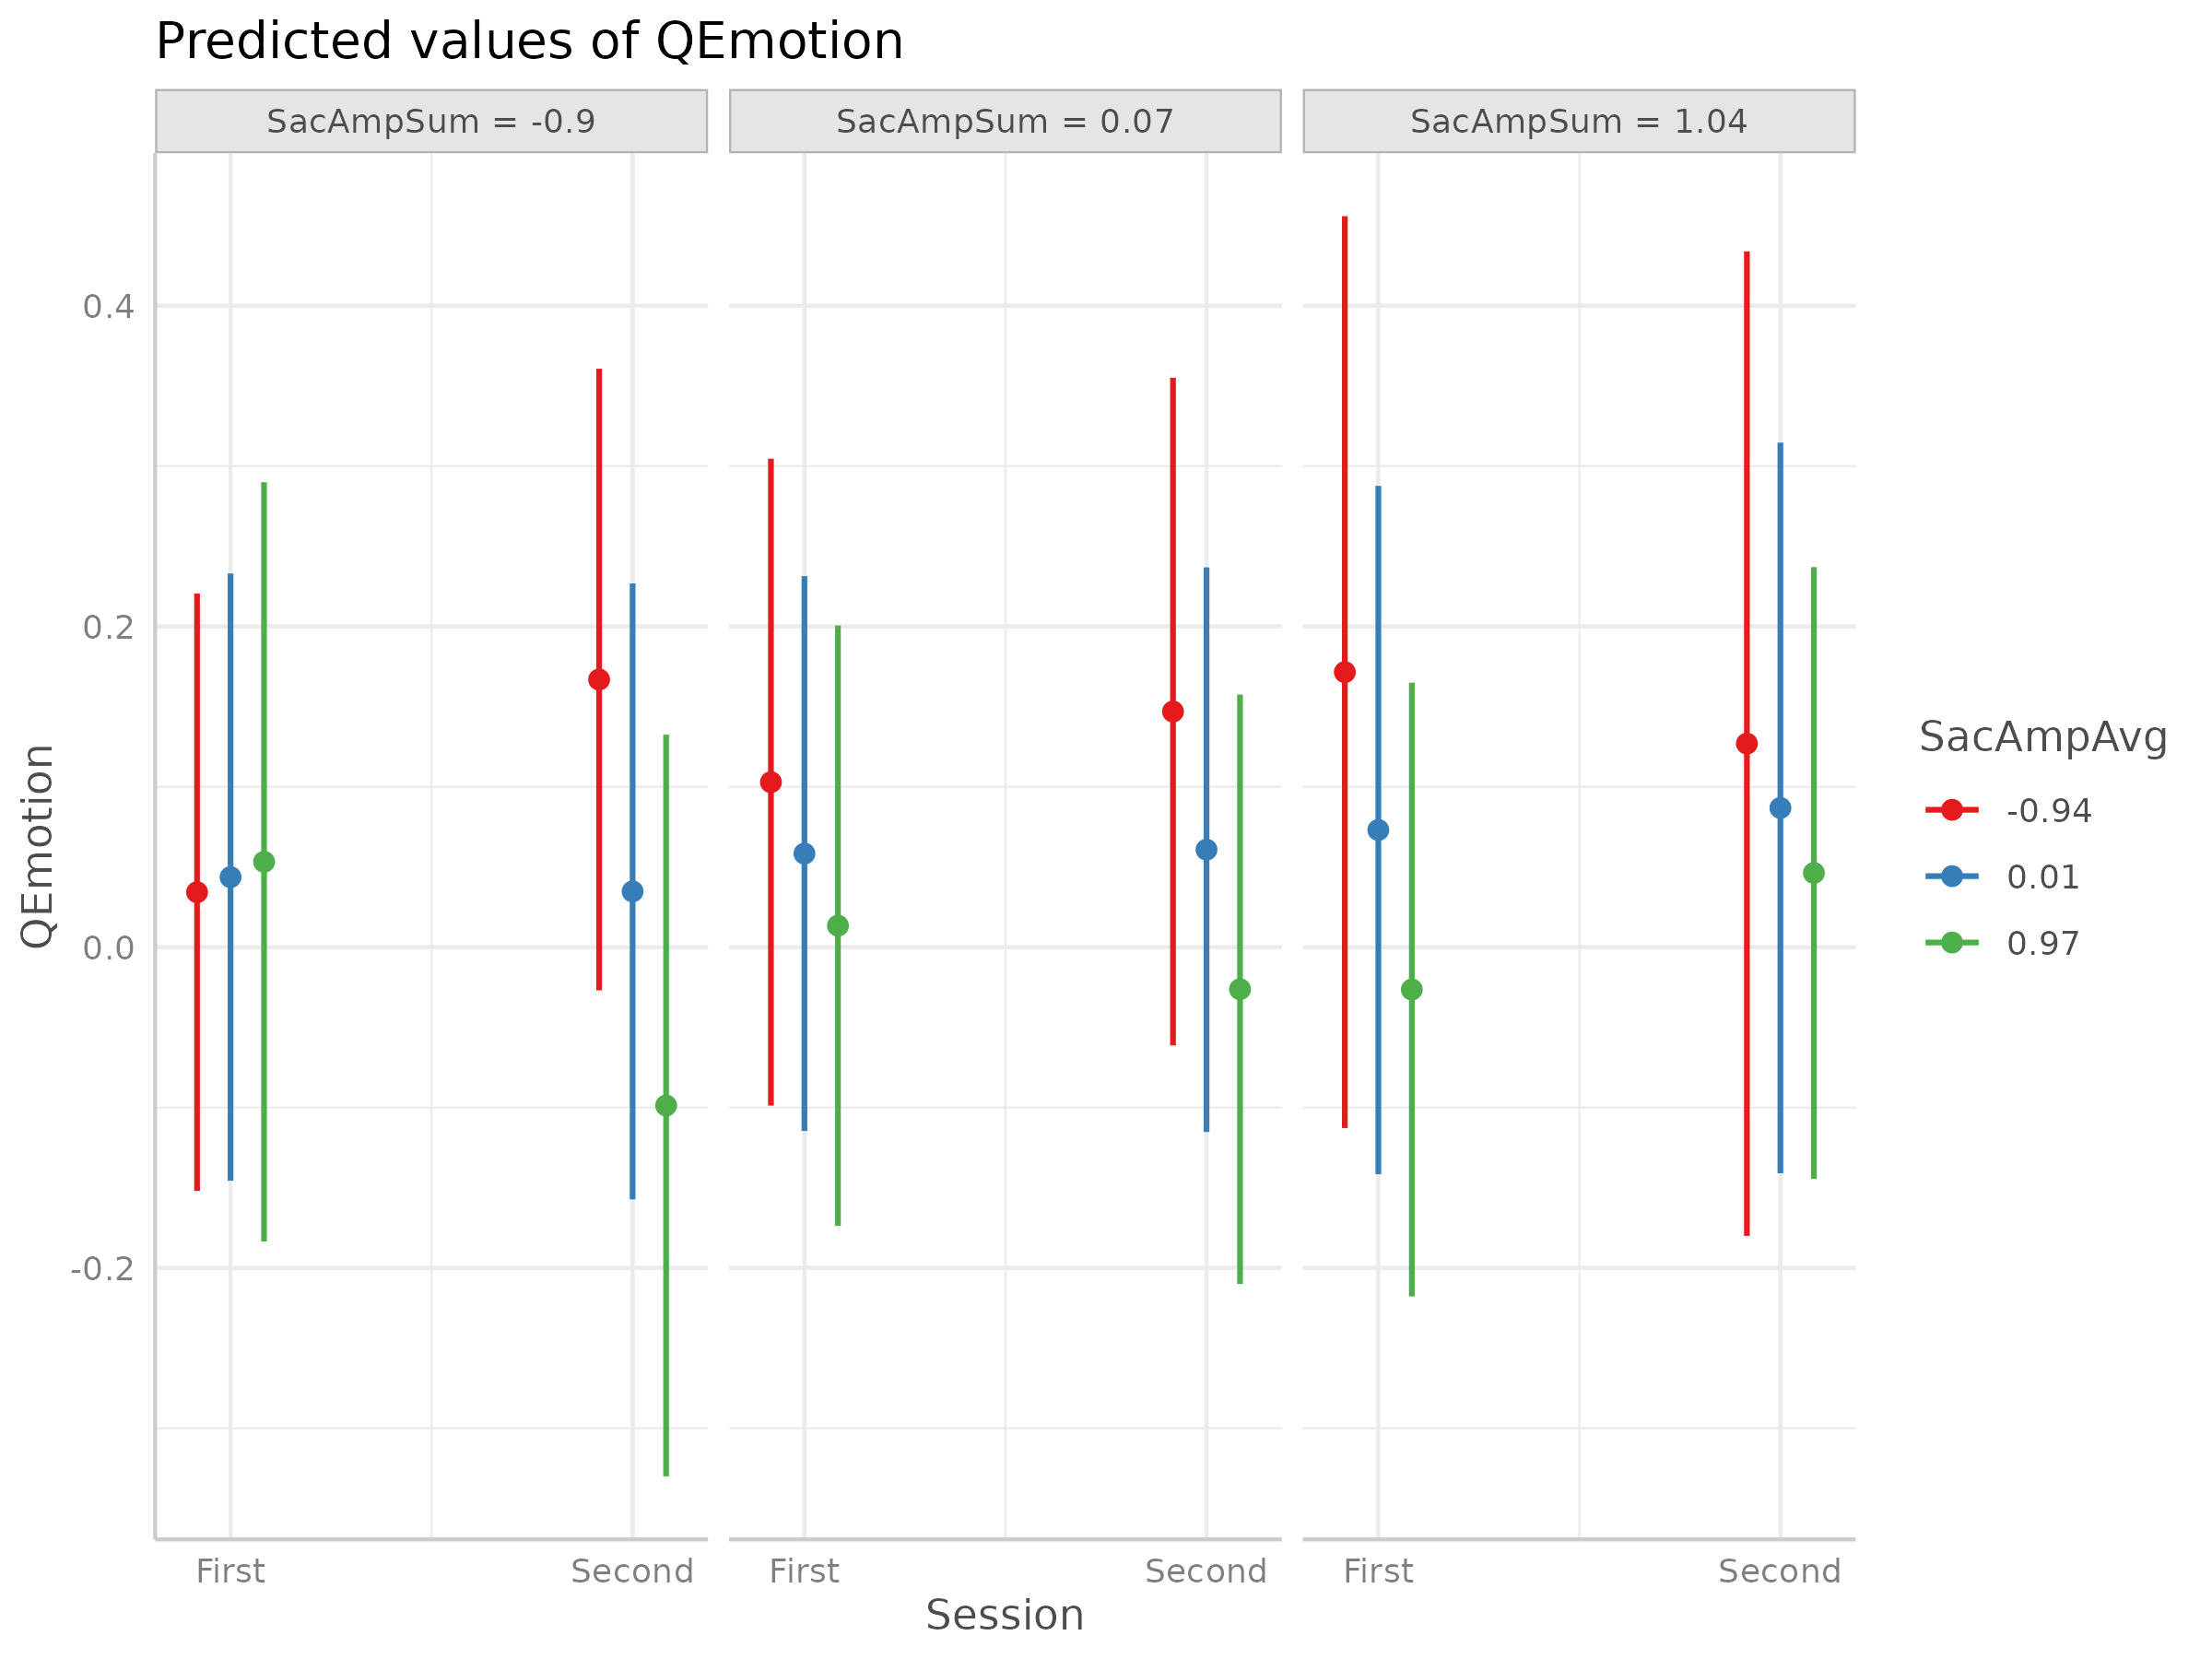 Predicted values of QEmotion
SacAmpSum = -0.9
SacAmpSum = 0.07
SacAmpSum = 1.04
QEmotion
0.4
0.2
0.0
-0.2
First
Second
First
Second
First
Second
Session
SacAmpAvg
-0.94
0.01
0.97